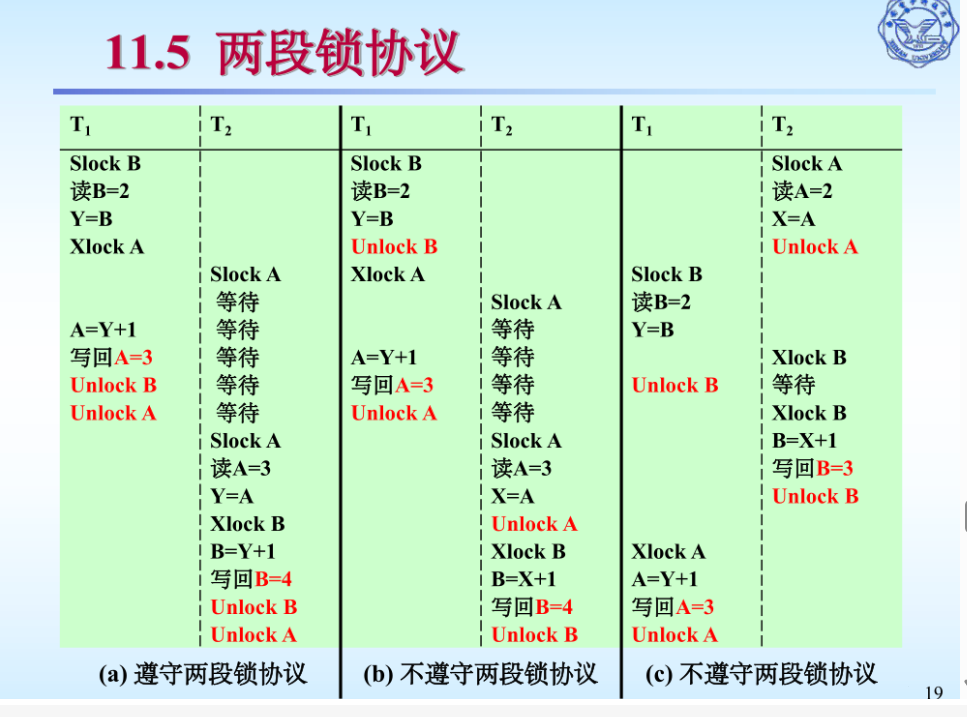 11.5 两段锁协议
T1 T2 T1 T2 T1 T2
Slock B Slock B Slock A
读B=2 读B=2 读A=2
Y=B Y=B X=A
Xlock A Unlock B Unlock A
Slock A Xlock A Slock B
等待 Slock A 读B=2
A=Y+1 等待 等待 Y=B
写回A=3 等待 A=Y+1 等待 Xlock B
Unlock B 等待 写回A=3 等待 Unlock B 等待
Unlock A 等待 Unlock A 等待 Xlock B
Slock A Slock A B=X+1
读A=3 读A=3 写回B=3
Y=A X=A Unlock B
Xlock B Unlock A
B=Y+1 Xlock B Xlock A
写回B=4 B=X+1 A=Y+1
Unlock B 写回B=4 写回A=3
Unlock A Unlock B Unlock A
(a) 遵守两段锁协议 (b) 不遵守两段锁协议 (c) 不遵守两段锁协议
19